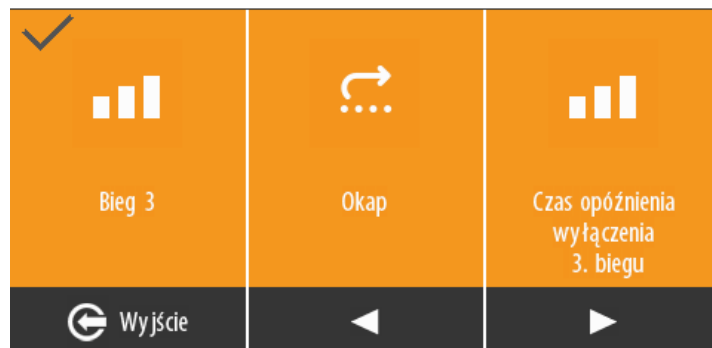 Bieg 3
Okap
Czas opóźnienia
wyłączenia
3. biegu
Wyjście